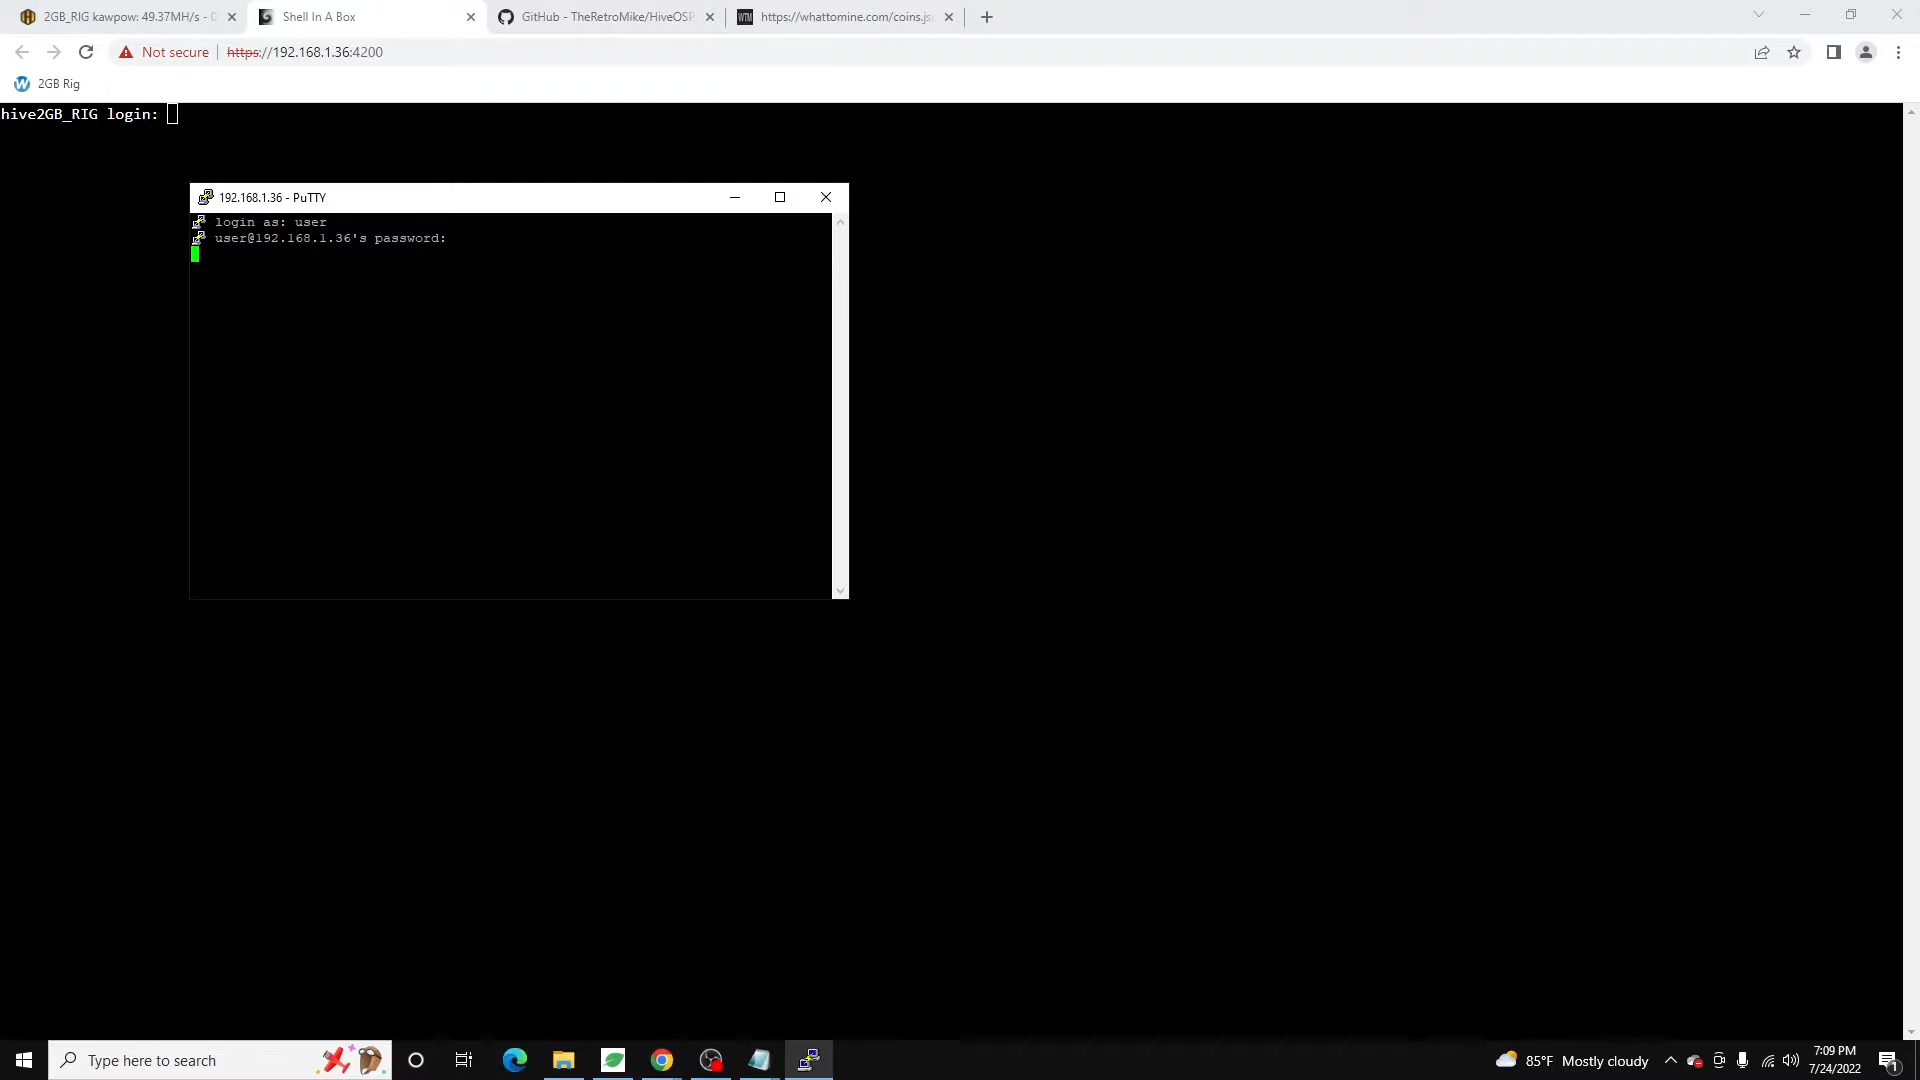 2GB_RIG kawpow: 49.37MH/s - 0
Shell In A Box
GitHub - TheRetroMike/HiveOSP
https://whattomine.com/coins.js
Not secure
https://192.168.1.36:4200
2GB Rig
hive2GB_RIG login:
192.168.1.36 - PuTTY
login as: user
user@192.168.1.36's password:
Type here to search
85°F Mostly cloudy
7:09 PM
7/24/2022
1